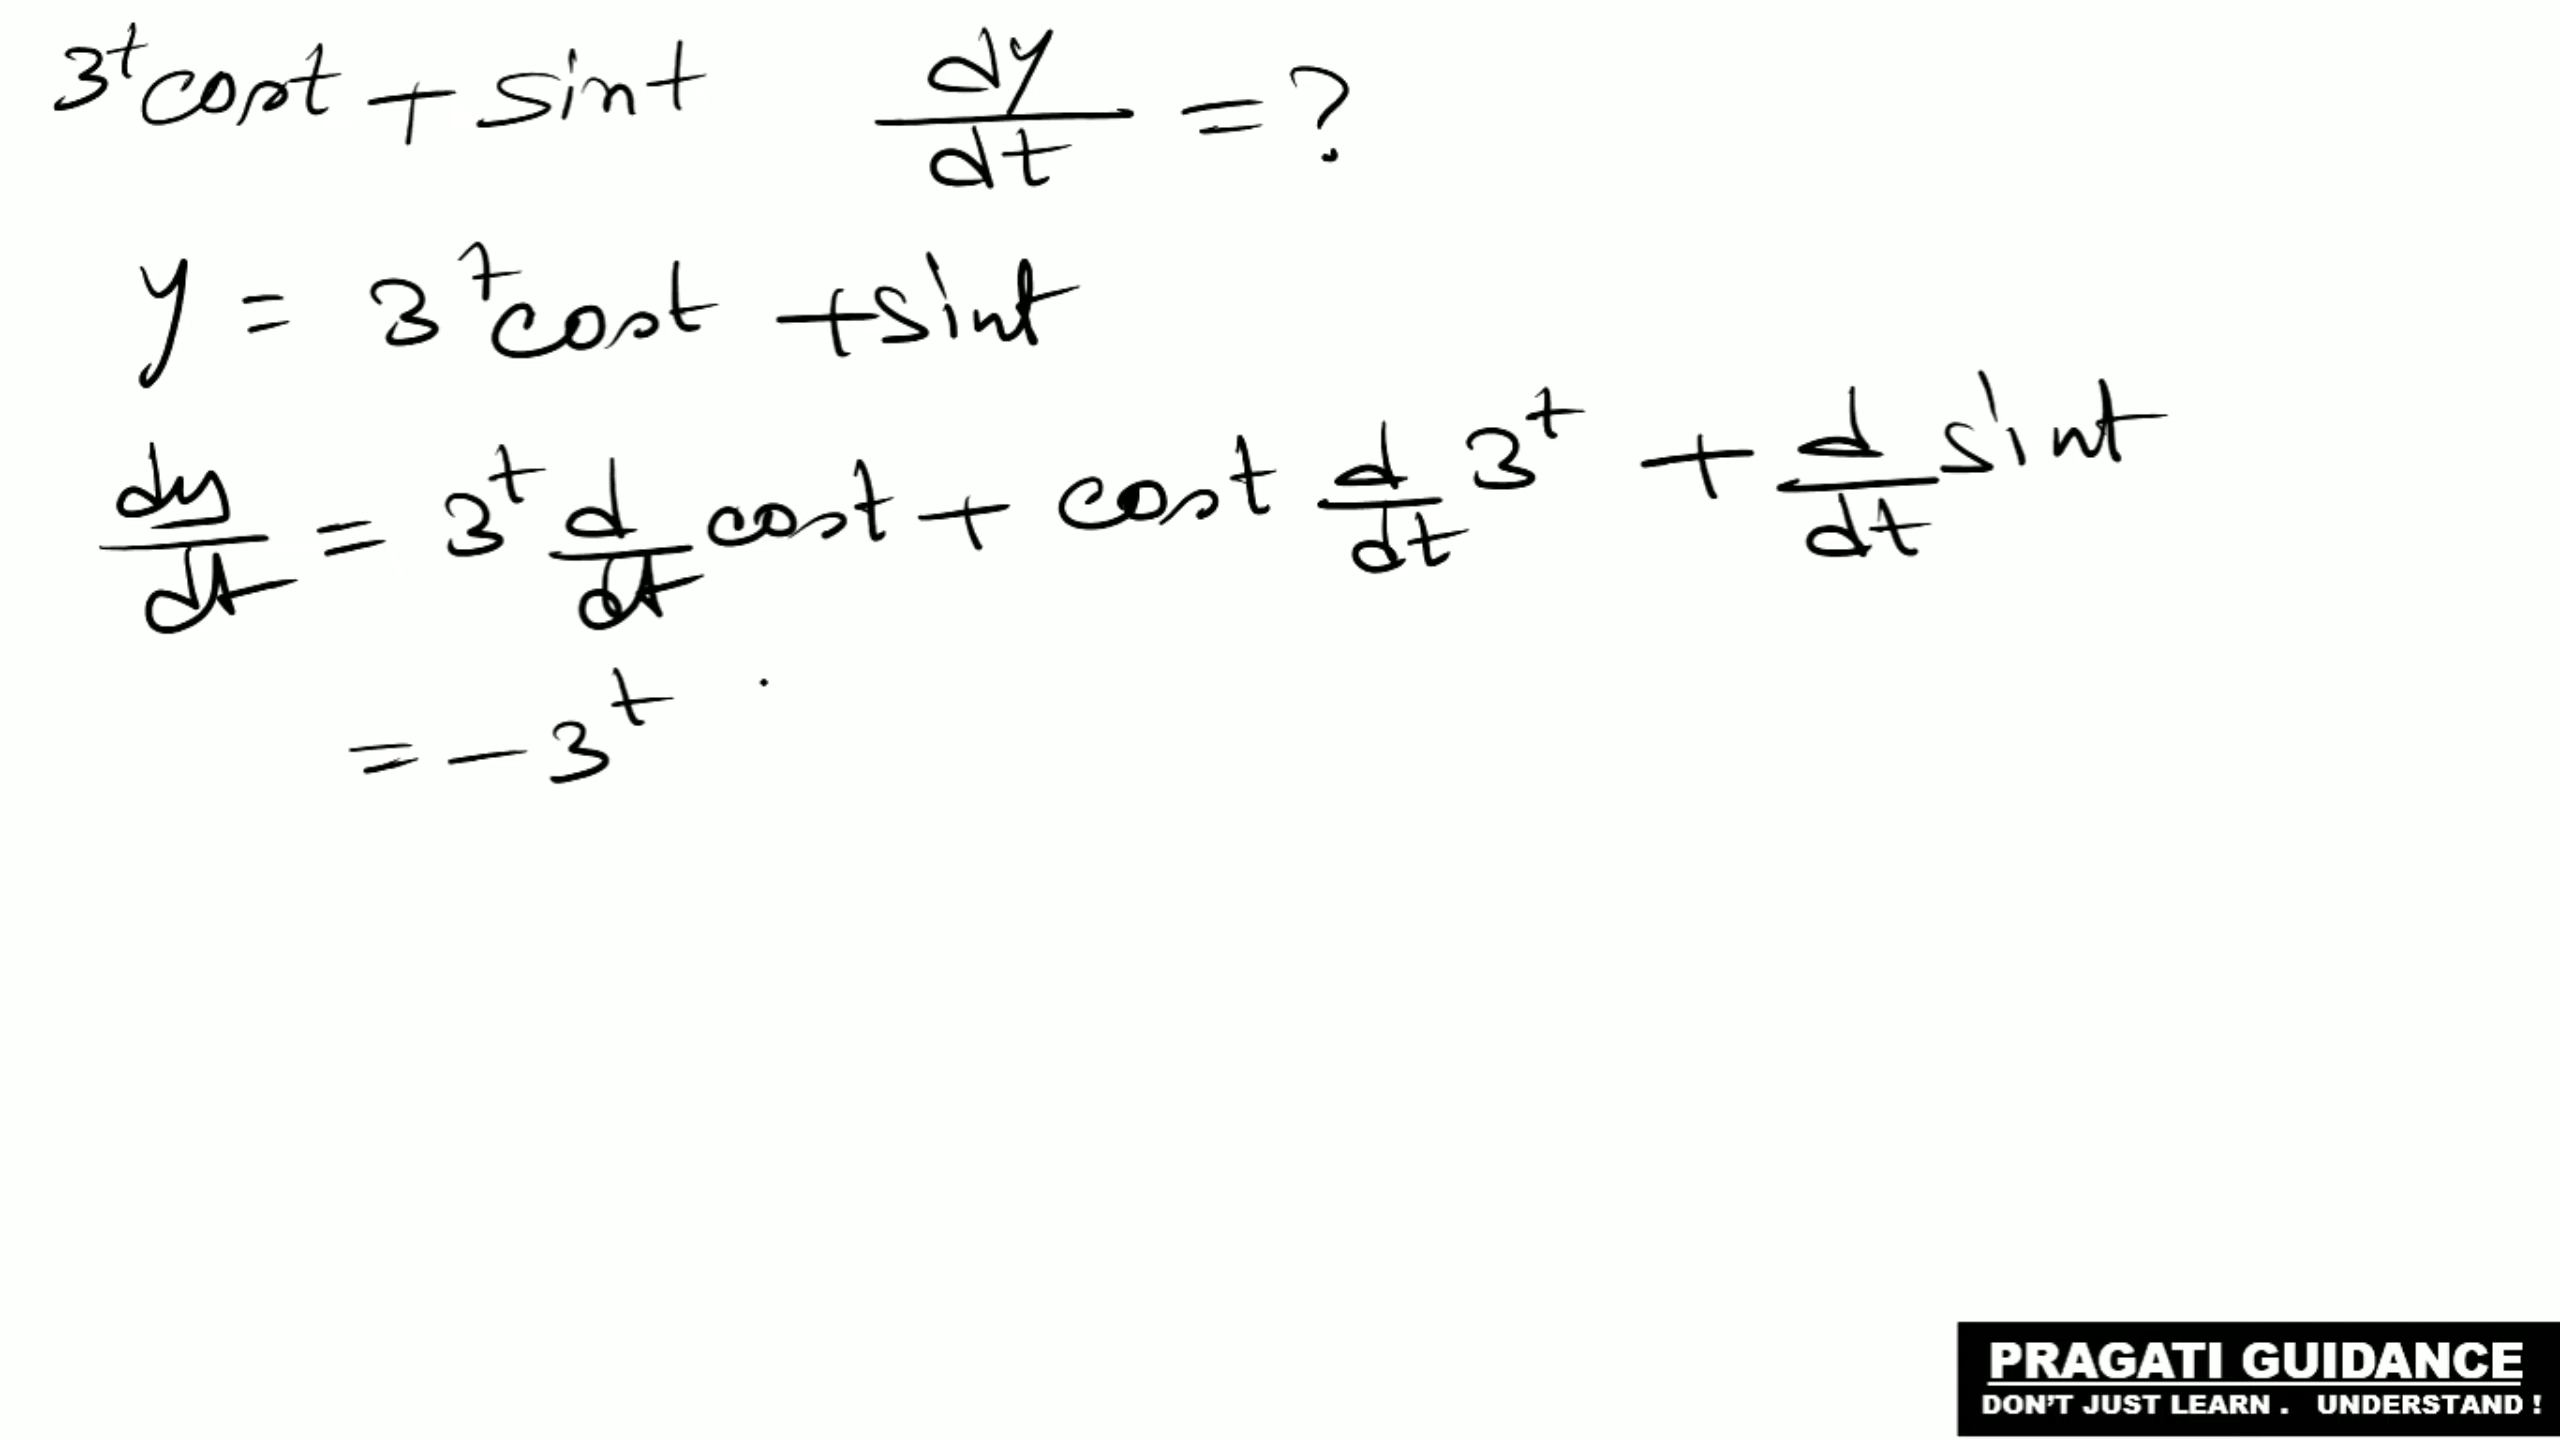 3^t cost + sint dy/dt = ?
y = 3^t cost + sint
dy/dt = 3^t d/dt cost + cost d/dt 3^t + d/dt sint
= - 3^t
PRAGATI GUIDANCE
DON'T JUST LEARN . UNDERSTAND !